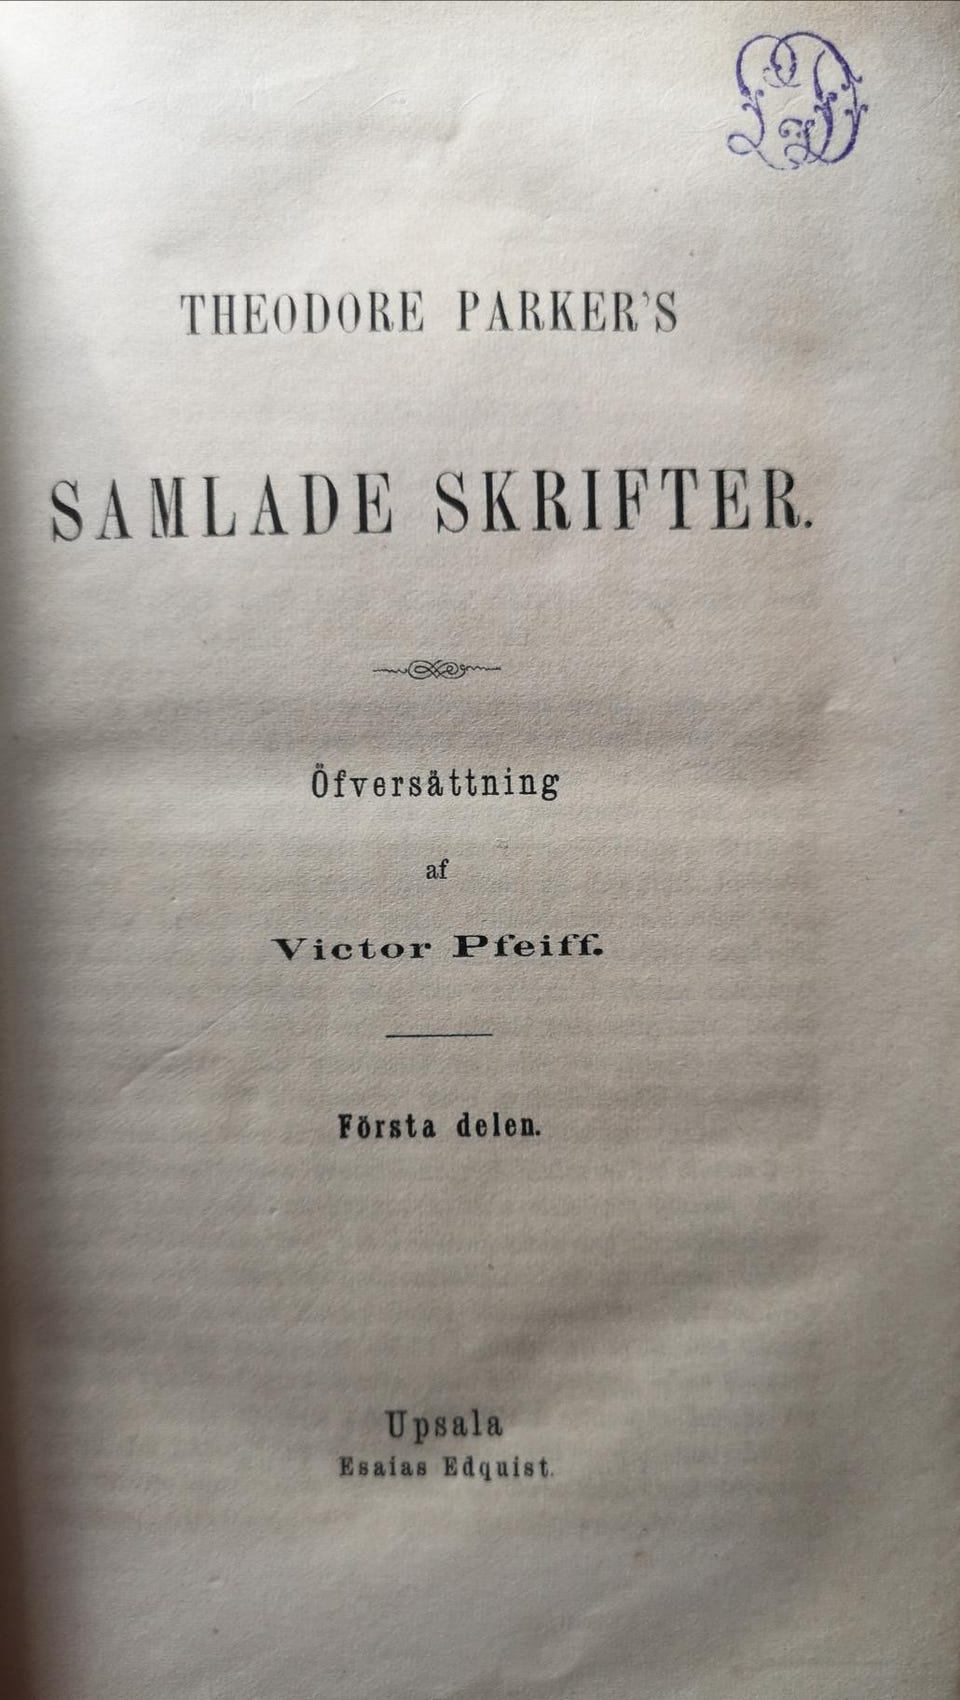 THEODORE PARKER'S
SAMLADE SKRIFTER.
Öfversättning
af
Victor Pfeiff.
Första delen.
Upsala
Esaias Edquist.